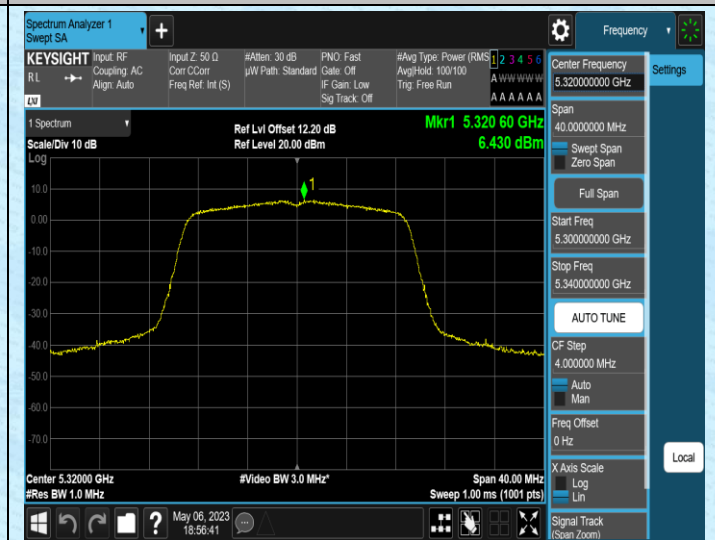 Spectrum Analyzer 1
Swept SA
+
Frequency
KEYSIGHT
RL
LXI
Input: RF
Coupling: AC
Align: Auto
Input Z: 50 Ω
Corr CCorr
Freq Ref: Int (S)
#Atten: 30 dB
µW Path: Standard
PNO: Fast
Gate: Off
IF Gain: Low
Sig Track: Off
#Avg Type: Power (RMS
Avg|Hold: 100/100
Trig: Free Run
1 2 3 4 5 6
A W W W W W
A A A A A A
1 Spectrum
Scale/Div 10 dB
Log
Ref Lvl Offset 12.20 dB
Ref Level 20.00 dBm
Mkr1 5.320 60 GHz
6.430 dBm
1
10.0
0.00
-10.0
-20.0
-30.0
-40.0
-50.0
-60.0
-70.0
Center 5.32000 GHz
#Res BW 1.0 MHz
#Video BW 3.0 MHz*
Span 40.00 MHz
Sweep 1.00 ms (1001 pts)
?
May 06, 2023
18:56:41
Center Frequency
5.320000000 GHz
Span
40.0000000 MHz
Swept Span
Zero Span
Full Span
Start Freq
5.300000000 GHz
Stop Freq
5.340000000 GHz
AUTO TUNE
CF Step
4.000000 MHz
Auto
Man
Freq Offset
0 Hz
X Axis Scale
Log
Lin
Signal Track
(Span Zoom)
Settings
Local